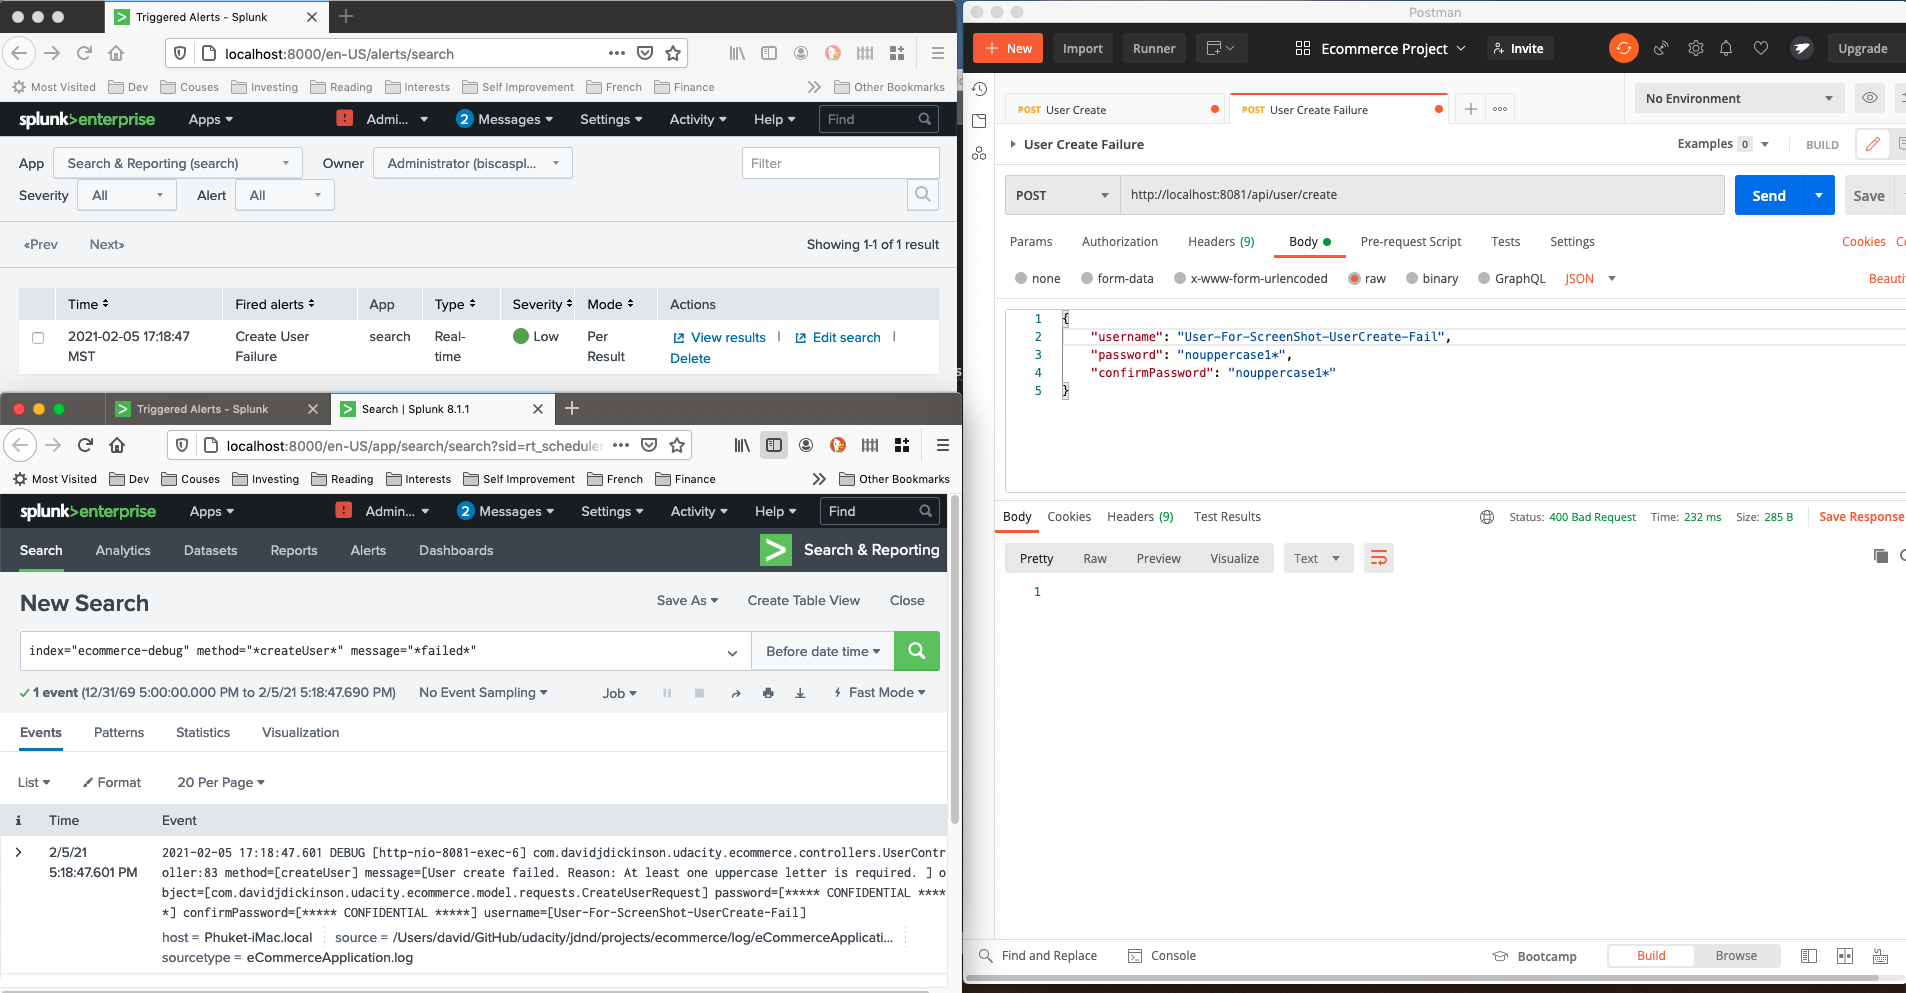 Triggered Alerts - Splunk
localhost:8000/en-US/alerts/search
Most Visited Dev Couses Investing Reading Interests Self Improvement French Finance Other Bookmarks
splunk>enterprise Apps Admi... 2 Messages Settings Activity Help Find
App Search & Reporting (search) Owner Administrator (biscaspl... Filter
Severity All Alert All
«Prev Next» Showing 1-1 of 1 result
Time Fired alerts App Type Severity Mode Actions
2021-02-05 17:18:47 Create User search Real- Low Per View results | Edit search |
MST Failure time Result Delete
Triggered Alerts - Splunk Search | Splunk 8.1.1
localhost:8000/en-US/app/search/search?sid=rt_scheduler
Most Visited Dev Couses Investing Reading Interests Self Improvement French Finance Other Bookmarks
splunk>enterprise Apps Admin... 2 Messages Settings Activity Help Find
Search Analytics Datasets Reports Alerts Dashboards Search & Reporting
New Search Save As Create Table View Close
index="ecommerce-debug" method="*createUser*" message="*failed*" Before date time
1 event (12/31/69 5:00:00.000 PM to 2/5/21 5:18:47.690 PM) No Event Sampling Job Fast Mode
Events Patterns Statistics Visualization
List Format 20 Per Page
i Time Event
2/5/21 2021-02-05 17:18:47.601 DEBUG [http-nio-8081-exec-6] com.davidjdickinson.udacity.ecommerce.controllers.UserContr
5:18:47.601 PM oller:83 method=[createUser] message=[User create failed. Reason: At least one uppercase letter is required. ] o
bject=[com.davidjdickinson.udacity.ecommerce.model.requests.CreateUserRequest] password=[***** CONFIDENTIAL ****
*] confirmPassword=[***** CONFIDENTIAL *****] username=[User-For-ScreenShot-UserCreate-Fail]
host = Phuket-iMac.local source = /Users/david/GitHub/udacity/jdnd/projects/ecommerce/log/eCommerceApplicati...
sourcetype = eCommerceApplication.log
Postman
New Import Runner Ecommerce Project Invite Upgrade
POST User Create POST User Create Failure No Environment
User Create Failure Examples 0 BUILD
POST http://localhost:8081/api/user/create Send Save
Params Authorization Headers (9) Body Pre-request Script Tests Settings Cookies
none form-data x-www-form-urlencoded raw binary GraphQL JSON Beauti
1 {
2 "username": "User-For-ScreenShot-UserCreate-Fail",
3 "password": "nouppercase1*",
4 "confirmPassword": "nouppercase1*"
5 }
Body Cookies Headers (9) Test Results Status: 400 Bad Request Time: 232 ms Size: 285 B Save Response
Pretty Raw Preview Visualize Text
1
Find and Replace Console Bootcamp Build Browse